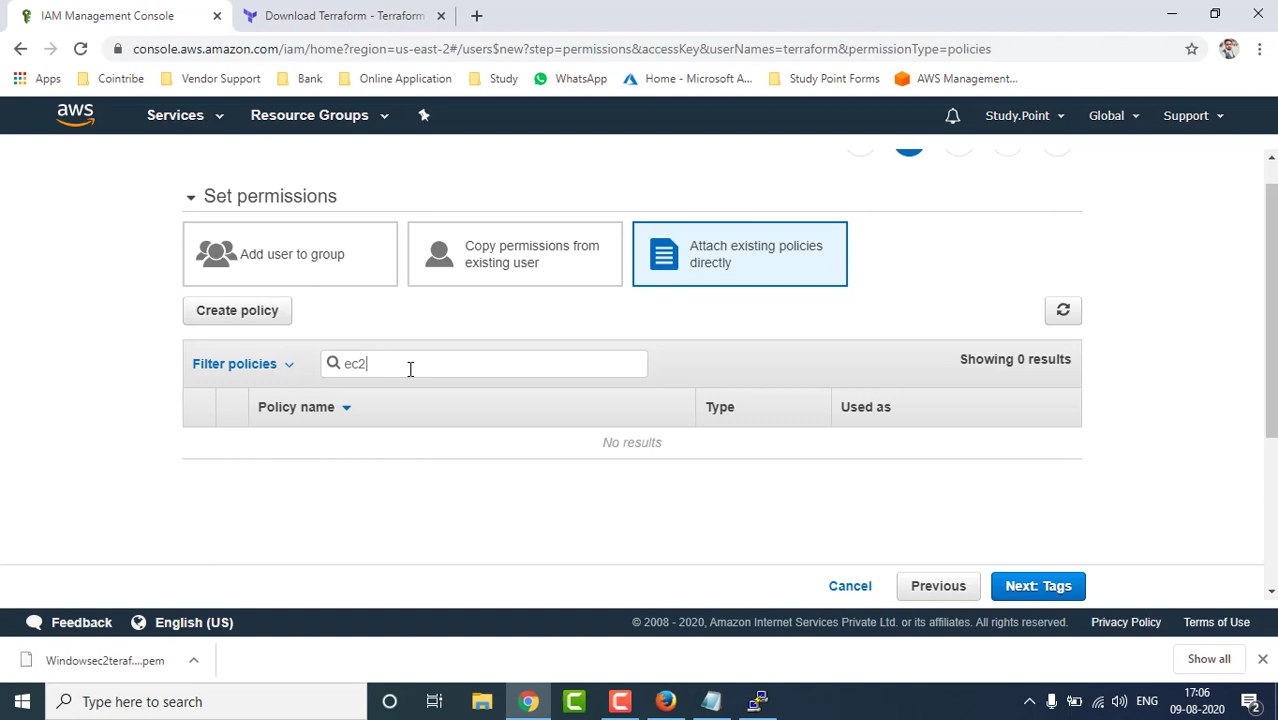 IAM Management Console
Download Terraform - Terraform
console.aws.amazon.com/iam/home?region=us-east-2#/users$new?step=permissions&accessKey&userNames=terraform&permissionType=policies
Apps
Cointribe
Vendor Support
Bank
Online Application
Study
WhatsApp
Home - Microsoft A...
Study Point Forms
AWS Management...
aws
Services
Resource Groups
Study.Point
Global
Support
Set permissions
Add user to group
Copy permissions from
existing user
Attach existing policies
directly
Create policy
Filter policies
ec2
Showing 0 results
Policy name
Type
Used as
No results
Cancel
Previous
Next: Tags
Feedback
English (US)
© 2008 - 2020, Amazon Internet Services Private Ltd. or its affiliates. All rights reserved.
Privacy Policy
Terms of Use
Windowsec2teraf....pem
Show all
Type here to search
ENG
17:06
09-08-2020
2